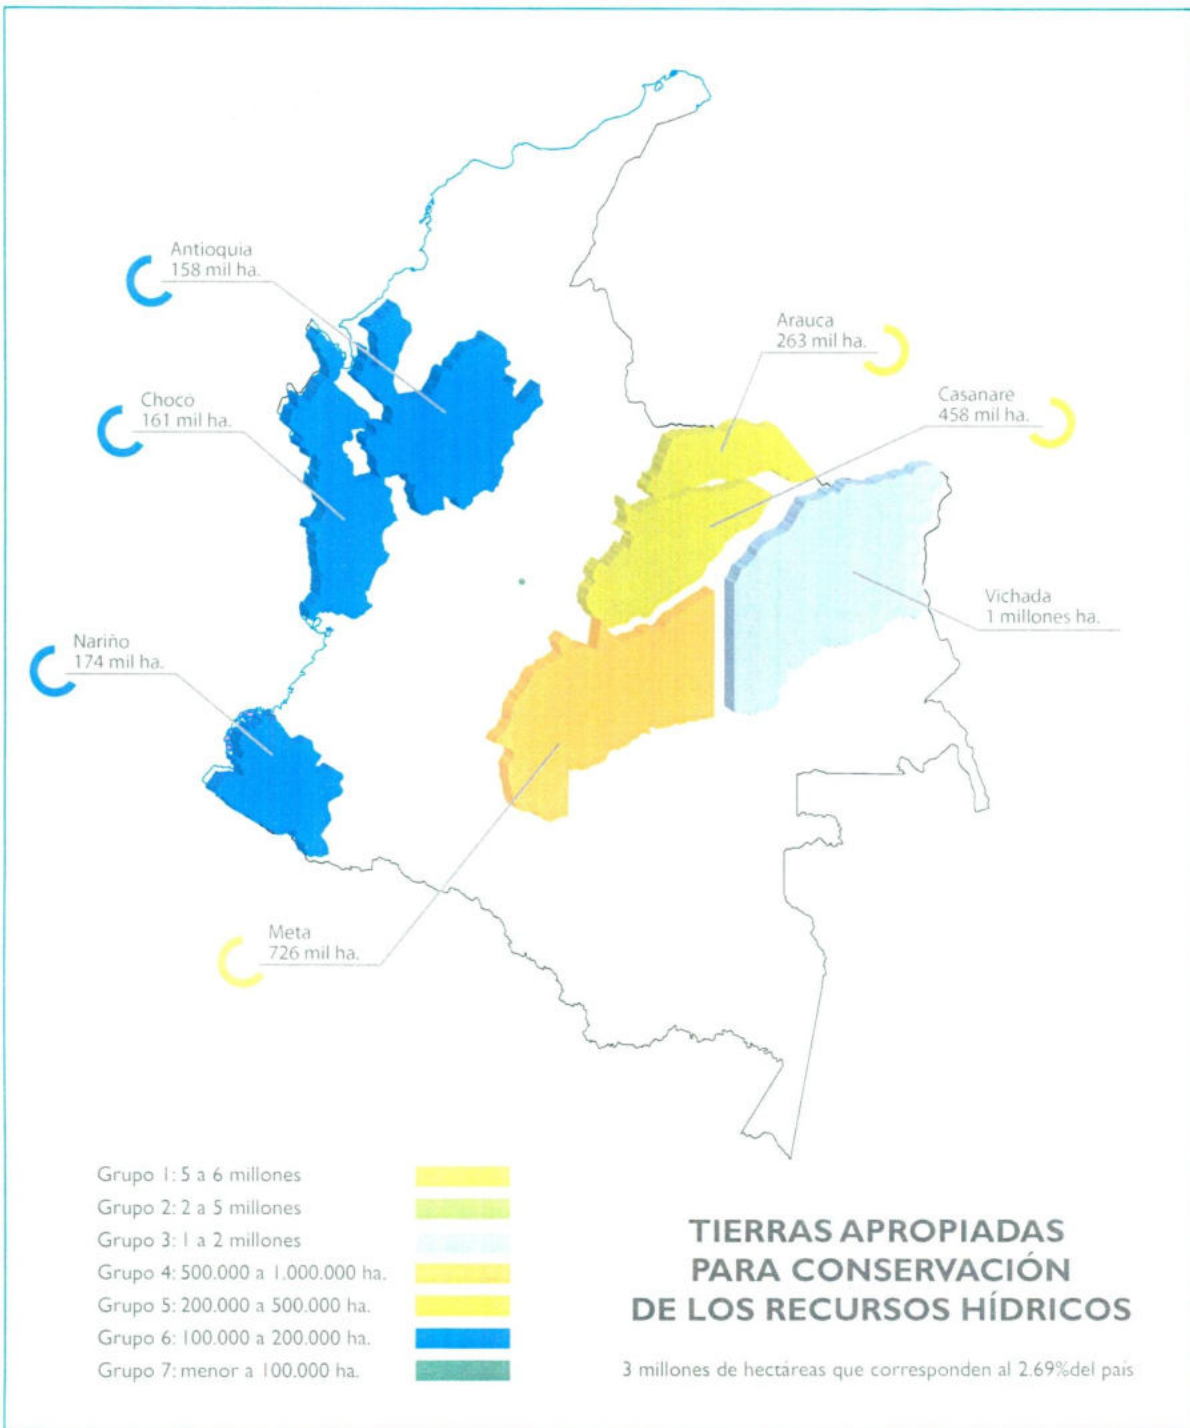 Antioquia
158 mil ha.
Arauca
263 mil ha.
Chocó
161 mil ha.
Casanare
458 mil ha.
Vichada
1 millones ha.
Nariño
174 mil ha.
Meta
726 mil ha.
Grupo 1: 5 a 6 millones
Grupo 2: 2 a 5 millones
Grupo 3: 1 a 2 millones
Grupo 4: 500.000 a 1.000.000 ha.
Grupo 5: 200.000 a 500.000 ha.
Grupo 6: 100.000 a 200.000 ha.
Grupo 7: menor a 100.000 ha.
TIERRAS APROPIADAS
PARA CONSERVACIÓN
DE LOS RECURSOS HÍDRICOS
3 millones de hectáreas que corresponden al 2.69%del país